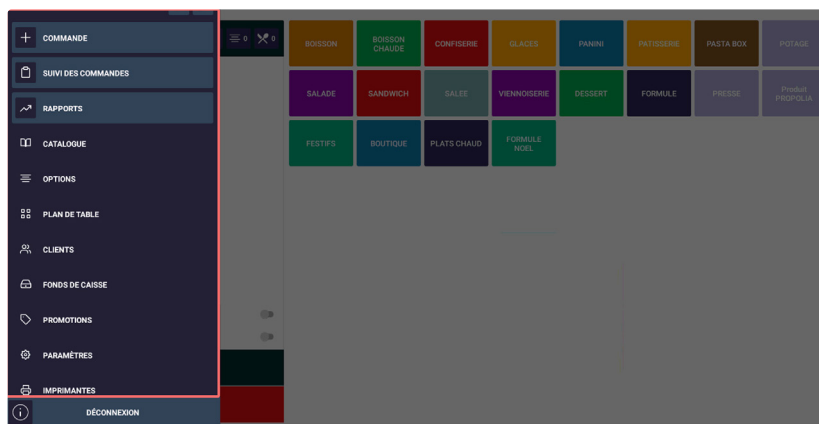 COMMANDE
SUIVI DES COMMANDES
RAPPORTS
CATALOGUE
OPTIONS
PLAN DE TABLE
CLIENTS
FONDS DE CAISSE
PROMOTIONS
PARAMÈTRES
IMPRIMANTES
DÉCONNEXION
0 0
BOISSON
BOISSON
CHAUDE
CONFISERIE
GLACES
PANINI
PATISSERIE
PASTA BOX
POTAGE
SALADE
SANDWICH
SALEE
VIENNOISERIE
DESSERT
FORMULE
PRESSE
Produit
PROPOLIA
FESTIFS
BOUTIQUE
PLATS CHAUD
FORMULE
NOEL